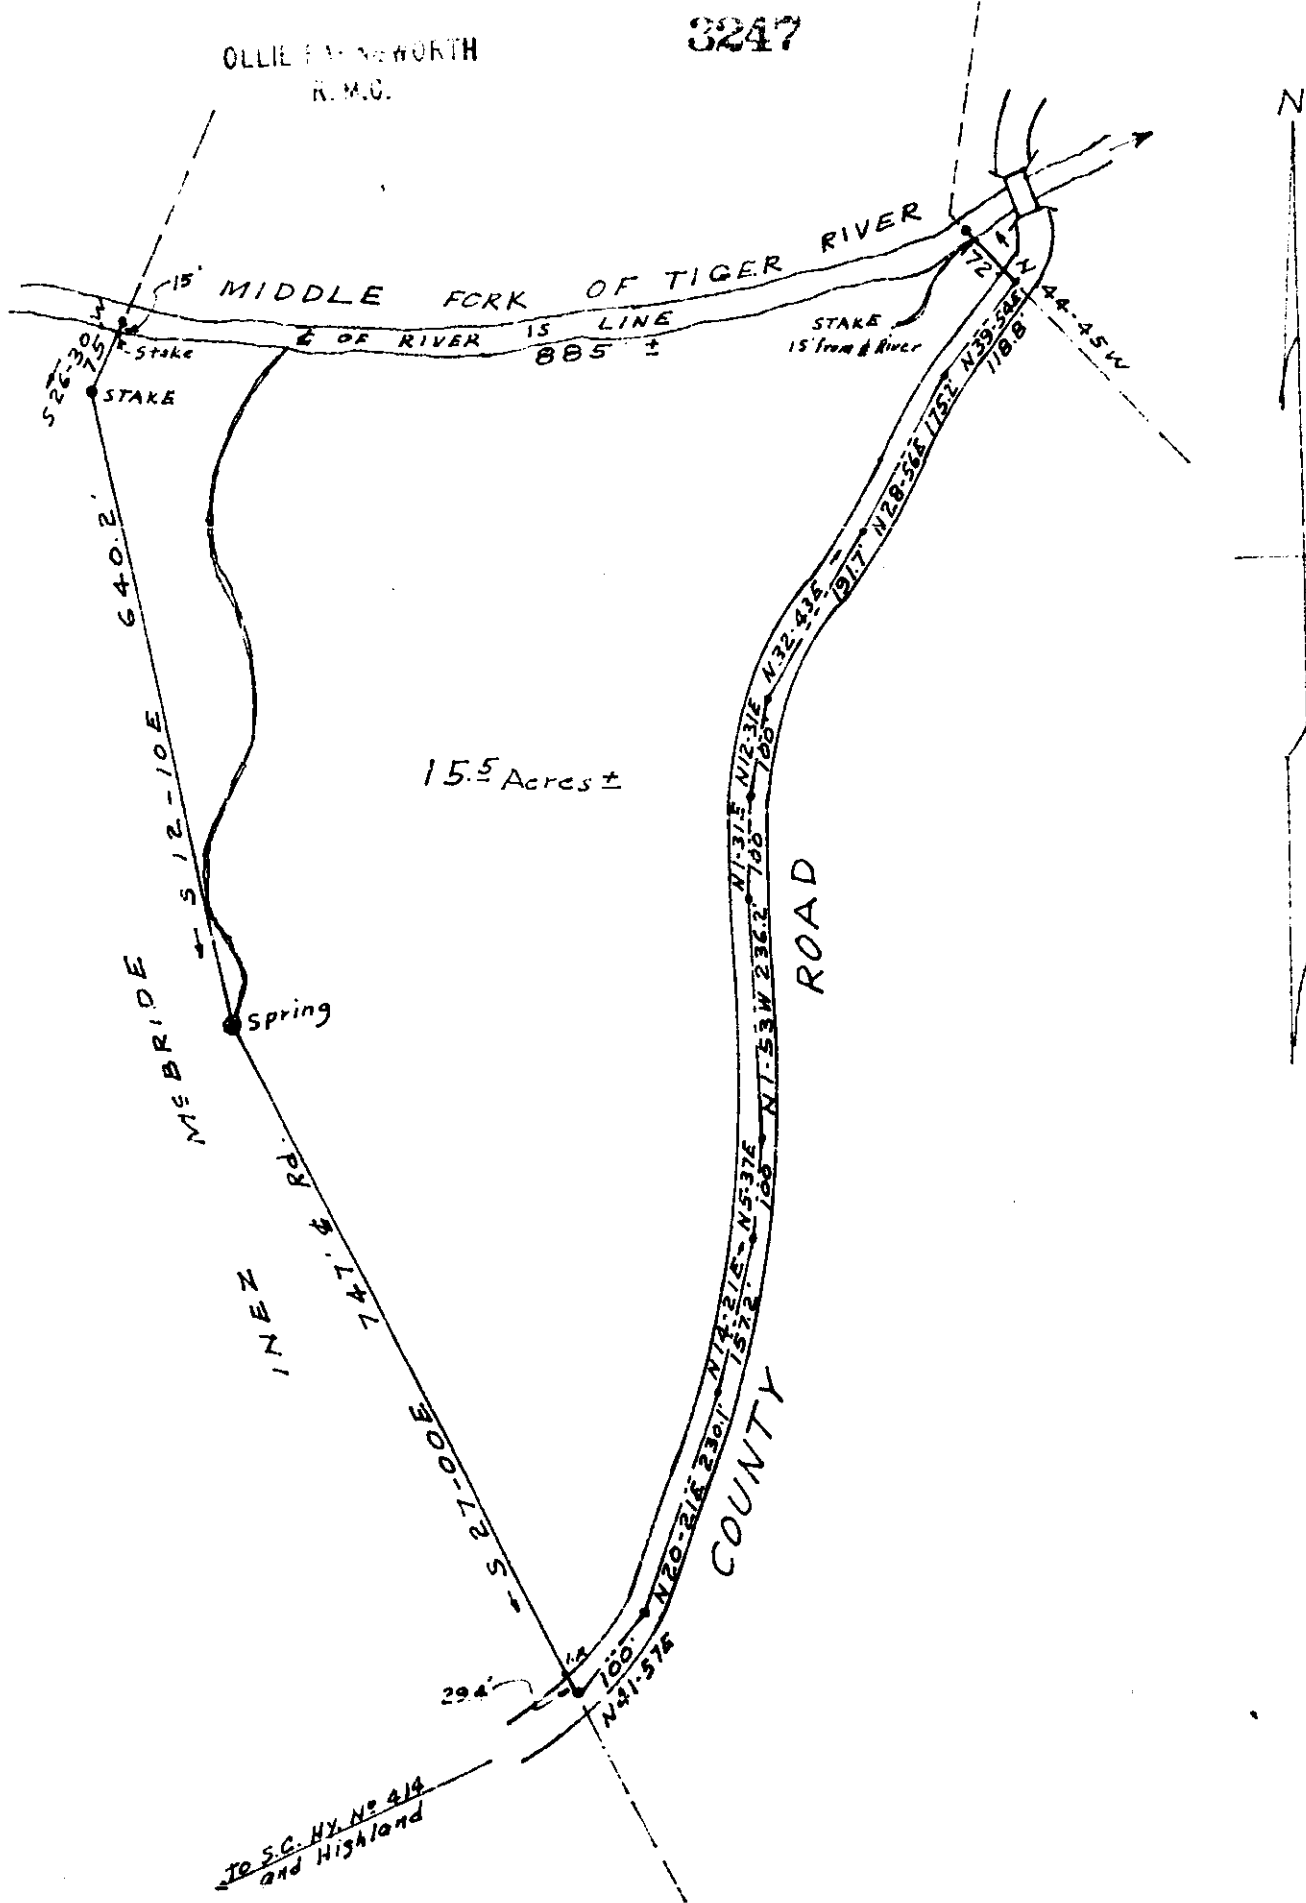 3247
OLLIE FARNSWORTH
R.M.C.
N
MIDDLE FORK OF TIGER RIVER
15'
℄ OF RIVER IS LINE
885 ±
Stake
S26-30W
75'
STAKE
STAKE
15' from ℄ River
72'
N 44-45 W
N39-54E
118.8'
N28-56E 175.2'
N32-43E
191.7'
N12-31E
100'
N1-31E
100'
N1-53W 236.2'
N5-37E
100'
N14-21E
157.2'
N20-21E 230.1'
100'
N41-57E
640.2'
S 12-10E
15.5 Acres ±
Spring
INEZ McBRIDE
747' ℄ Rd.
S 27-00E
COUNTY ROAD
I.P.
29.4'
To S.C. HY. Nº 414
and Highland